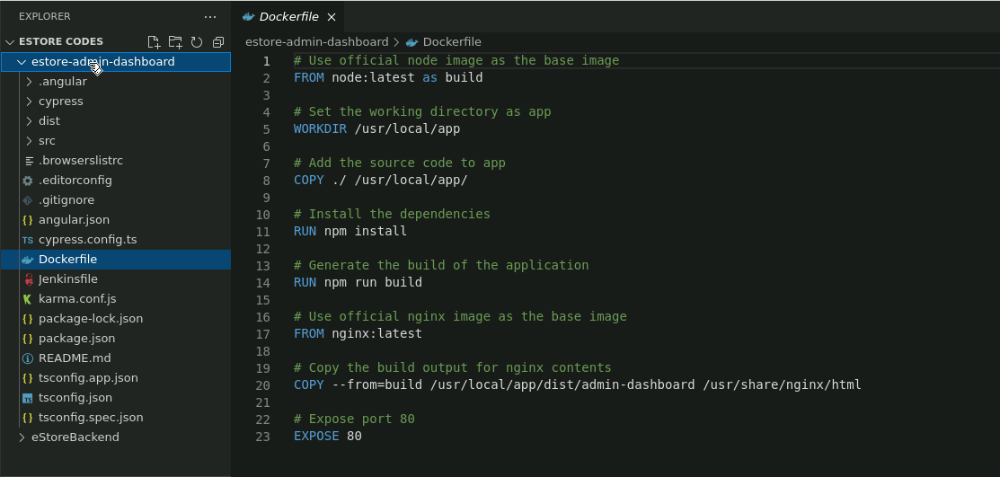 EXPLORER
ESTORE CODES
estore-admin-dashboard
.angular
cypress
dist
src
.browserslistrc
.editorconfig
.gitignore
angular.json
TS cypress.config.ts
Dockerfile
Jenkinsfile
karma.conf.js
package-lock.json
package.json
README.md
tsconfig.app.json
tsconfig.json
tsconfig.spec.json
eStoreBackend
Dockerfile
estore-admin-dashboard > Dockerfile
1 # Use official node image as the base image
2 FROM node:latest as build
3
4 # Set the working directory as app
5 WORKDIR /usr/local/app
6
7 # Add the source code to app
8 COPY ./ /usr/local/app/
9
10 # Install the dependencies
11 RUN npm install
12
13 # Generate the build of the application
14 RUN npm run build
15
16 # Use official nginx image as the base image
17 FROM nginx:latest
18
19 # Copy the build output for nginx contents
20 COPY --from=build /usr/local/app/dist/admin-dashboard /usr/share/nginx/html
21
22 # Expose port 80
23 EXPOSE 80